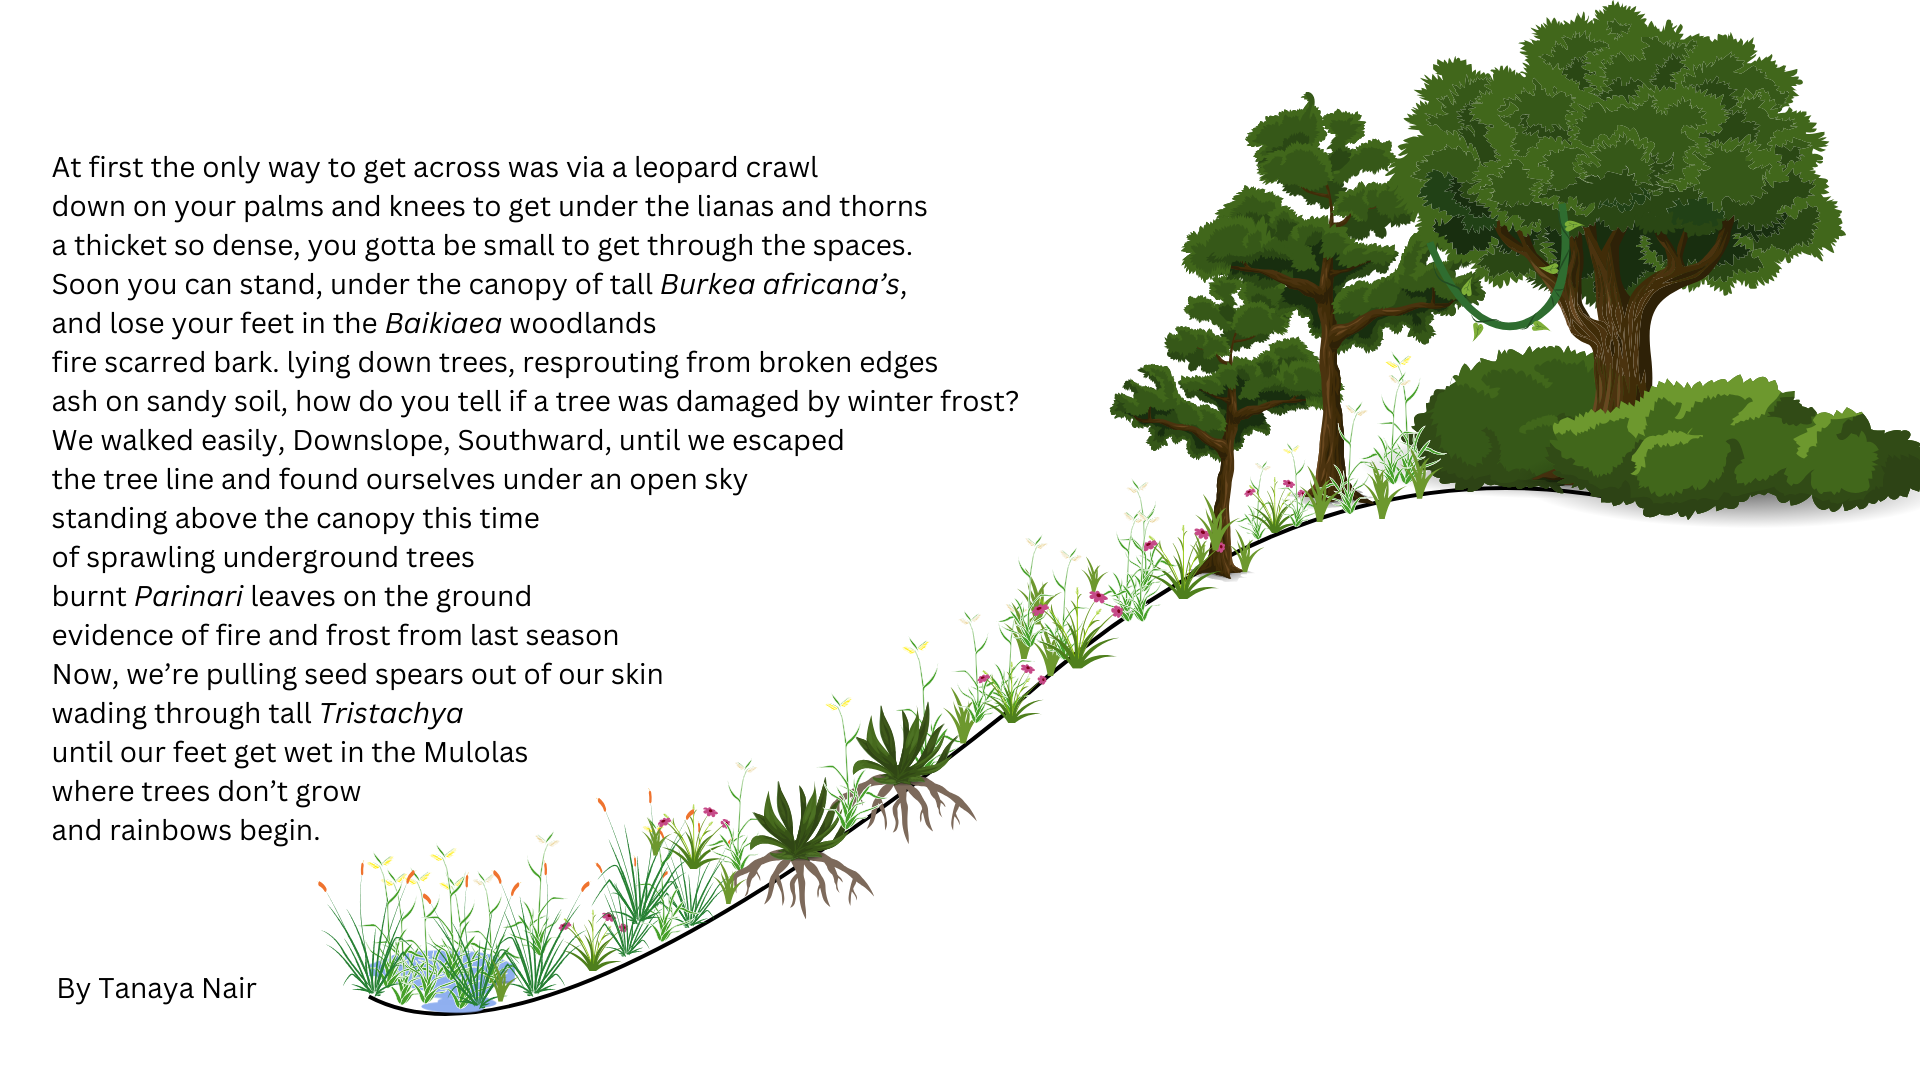 At first the only way to get across was via a leopard crawl
down on your palms and knees to get under the lianas and thorns
a thicket so dense, you gotta be small to get through the spaces.
Soon you can stand, under the canopy of tall Burkea africana’s,
and lose your feet in the Baikiaea woodlands
fire scarred bark. lying down trees, resprouting from broken edges
ash on sandy soil, how do you tell if a tree was damaged by winter frost?
We walked easily, Downslope, Southward, until we escaped
the tree line and found ourselves under an open sky
standing above the canopy this time
of sprawling underground trees
burnt Parinari leaves on the ground
evidence of fire and frost from last season
Now, we’re pulling seed spears out of our skin
wading through tall Tristachya
until our feet get wet in the Mulolas
where trees don’t grow
and rainbows begin.
By Tanaya Nair